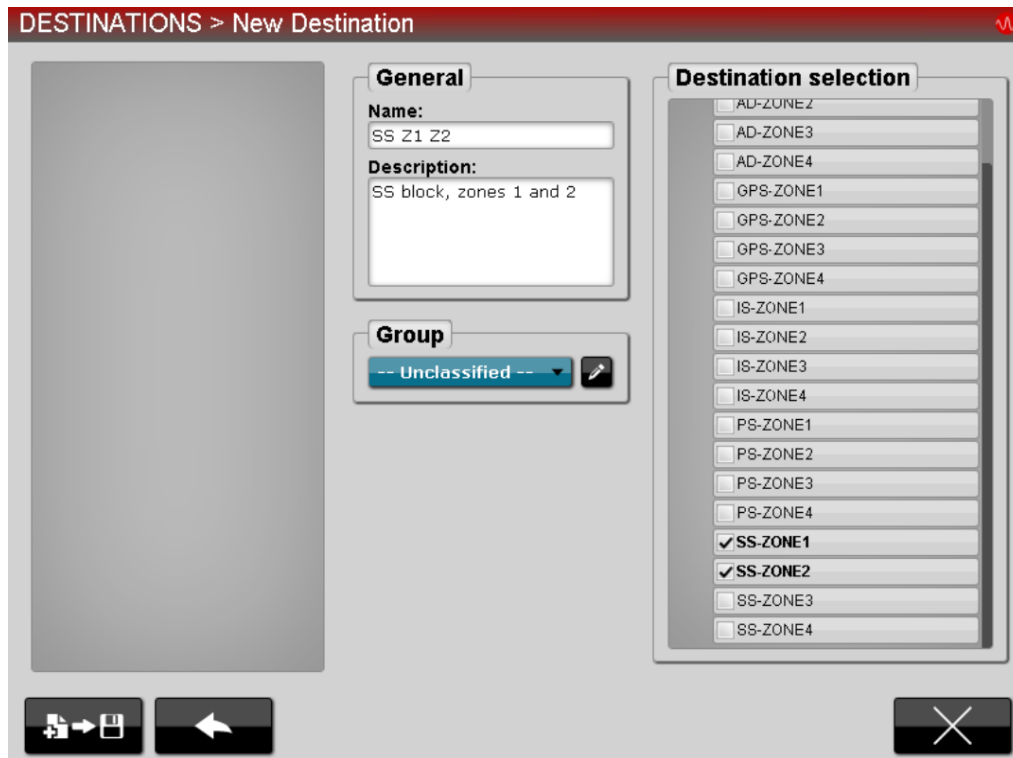 DESTINATIONS > New Destination
General
Name:
SS Z1 Z2
Description:
SS block, zones 1 and 2
Group
-- Unclassified --
Destination selection
AD-ZONE2
AD-ZONE3
AD-ZONE4
GPS-ZONE1
GPS-ZONE2
GPS-ZONE3
GPS-ZONE4
IS-ZONE1
IS-ZONE2
IS-ZONE3
IS-ZONE4
PS-ZONE1
PS-ZONE2
PS-ZONE3
PS-ZONE4
SS-ZONE1
SS-ZONE2
SS-ZONE3
SS-ZONE4